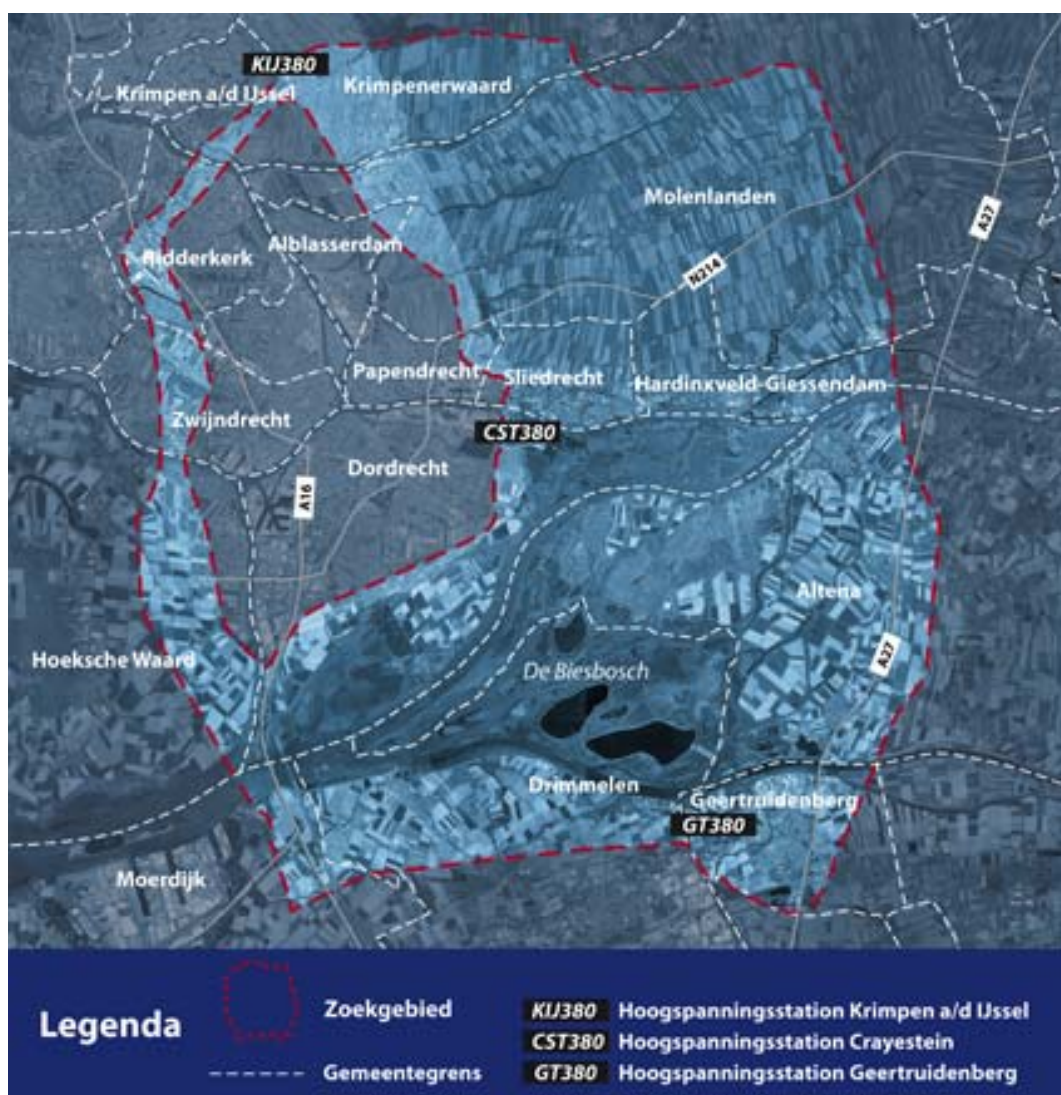 KIJ380
Krimpen a/d IJssel
Krimpenerwaard
Molenlanden
A27
Alblasserdam
Ridderkerk
N214
Papendrecht
Sliedrecht
Hardinxveld-Giessendam
Zwijndrecht
CST380
Dordrecht
A16
Altena
Hoeksche Waard
A27
De Biesbosch
Drimmelen
Geertruidenberg
GT380
Moerdijk
Legenda
Zoekgebied
Gemeentegrens
KIJ380 Hoogspanningsstation Krimpen a/d IJssel
CST380 Hoogspanningsstation Crayestein
GT380 Hoogspanningsstation Geertruidenberg